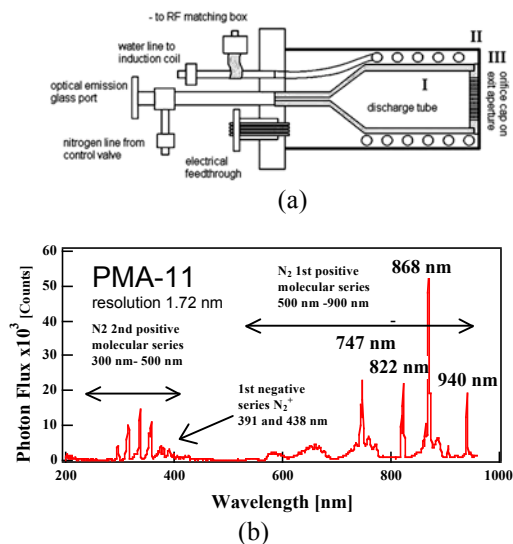 - to RF matching box
water line to
induction coil
II
III
optical emission
glass port
I
discharge tube
orifice cap on
exit aperture
nitrogen line from
control valve
electrical
feedthrough
(a)
60
50
40
30
20
10
0
Photon Flux x10³ [Counts]
PMA-11
resolution 1.72 nm
N₂ 1st positive
molecular series
500 nm -900 nm
868 nm
N2 2nd positive
molecular series
300 nm- 500 nm
747 nm
822 nm
940 nm
1st negative
series N₂⁺
391 and 438 nm
200
400
600
800
1000
Wavelength [nm]
(b)